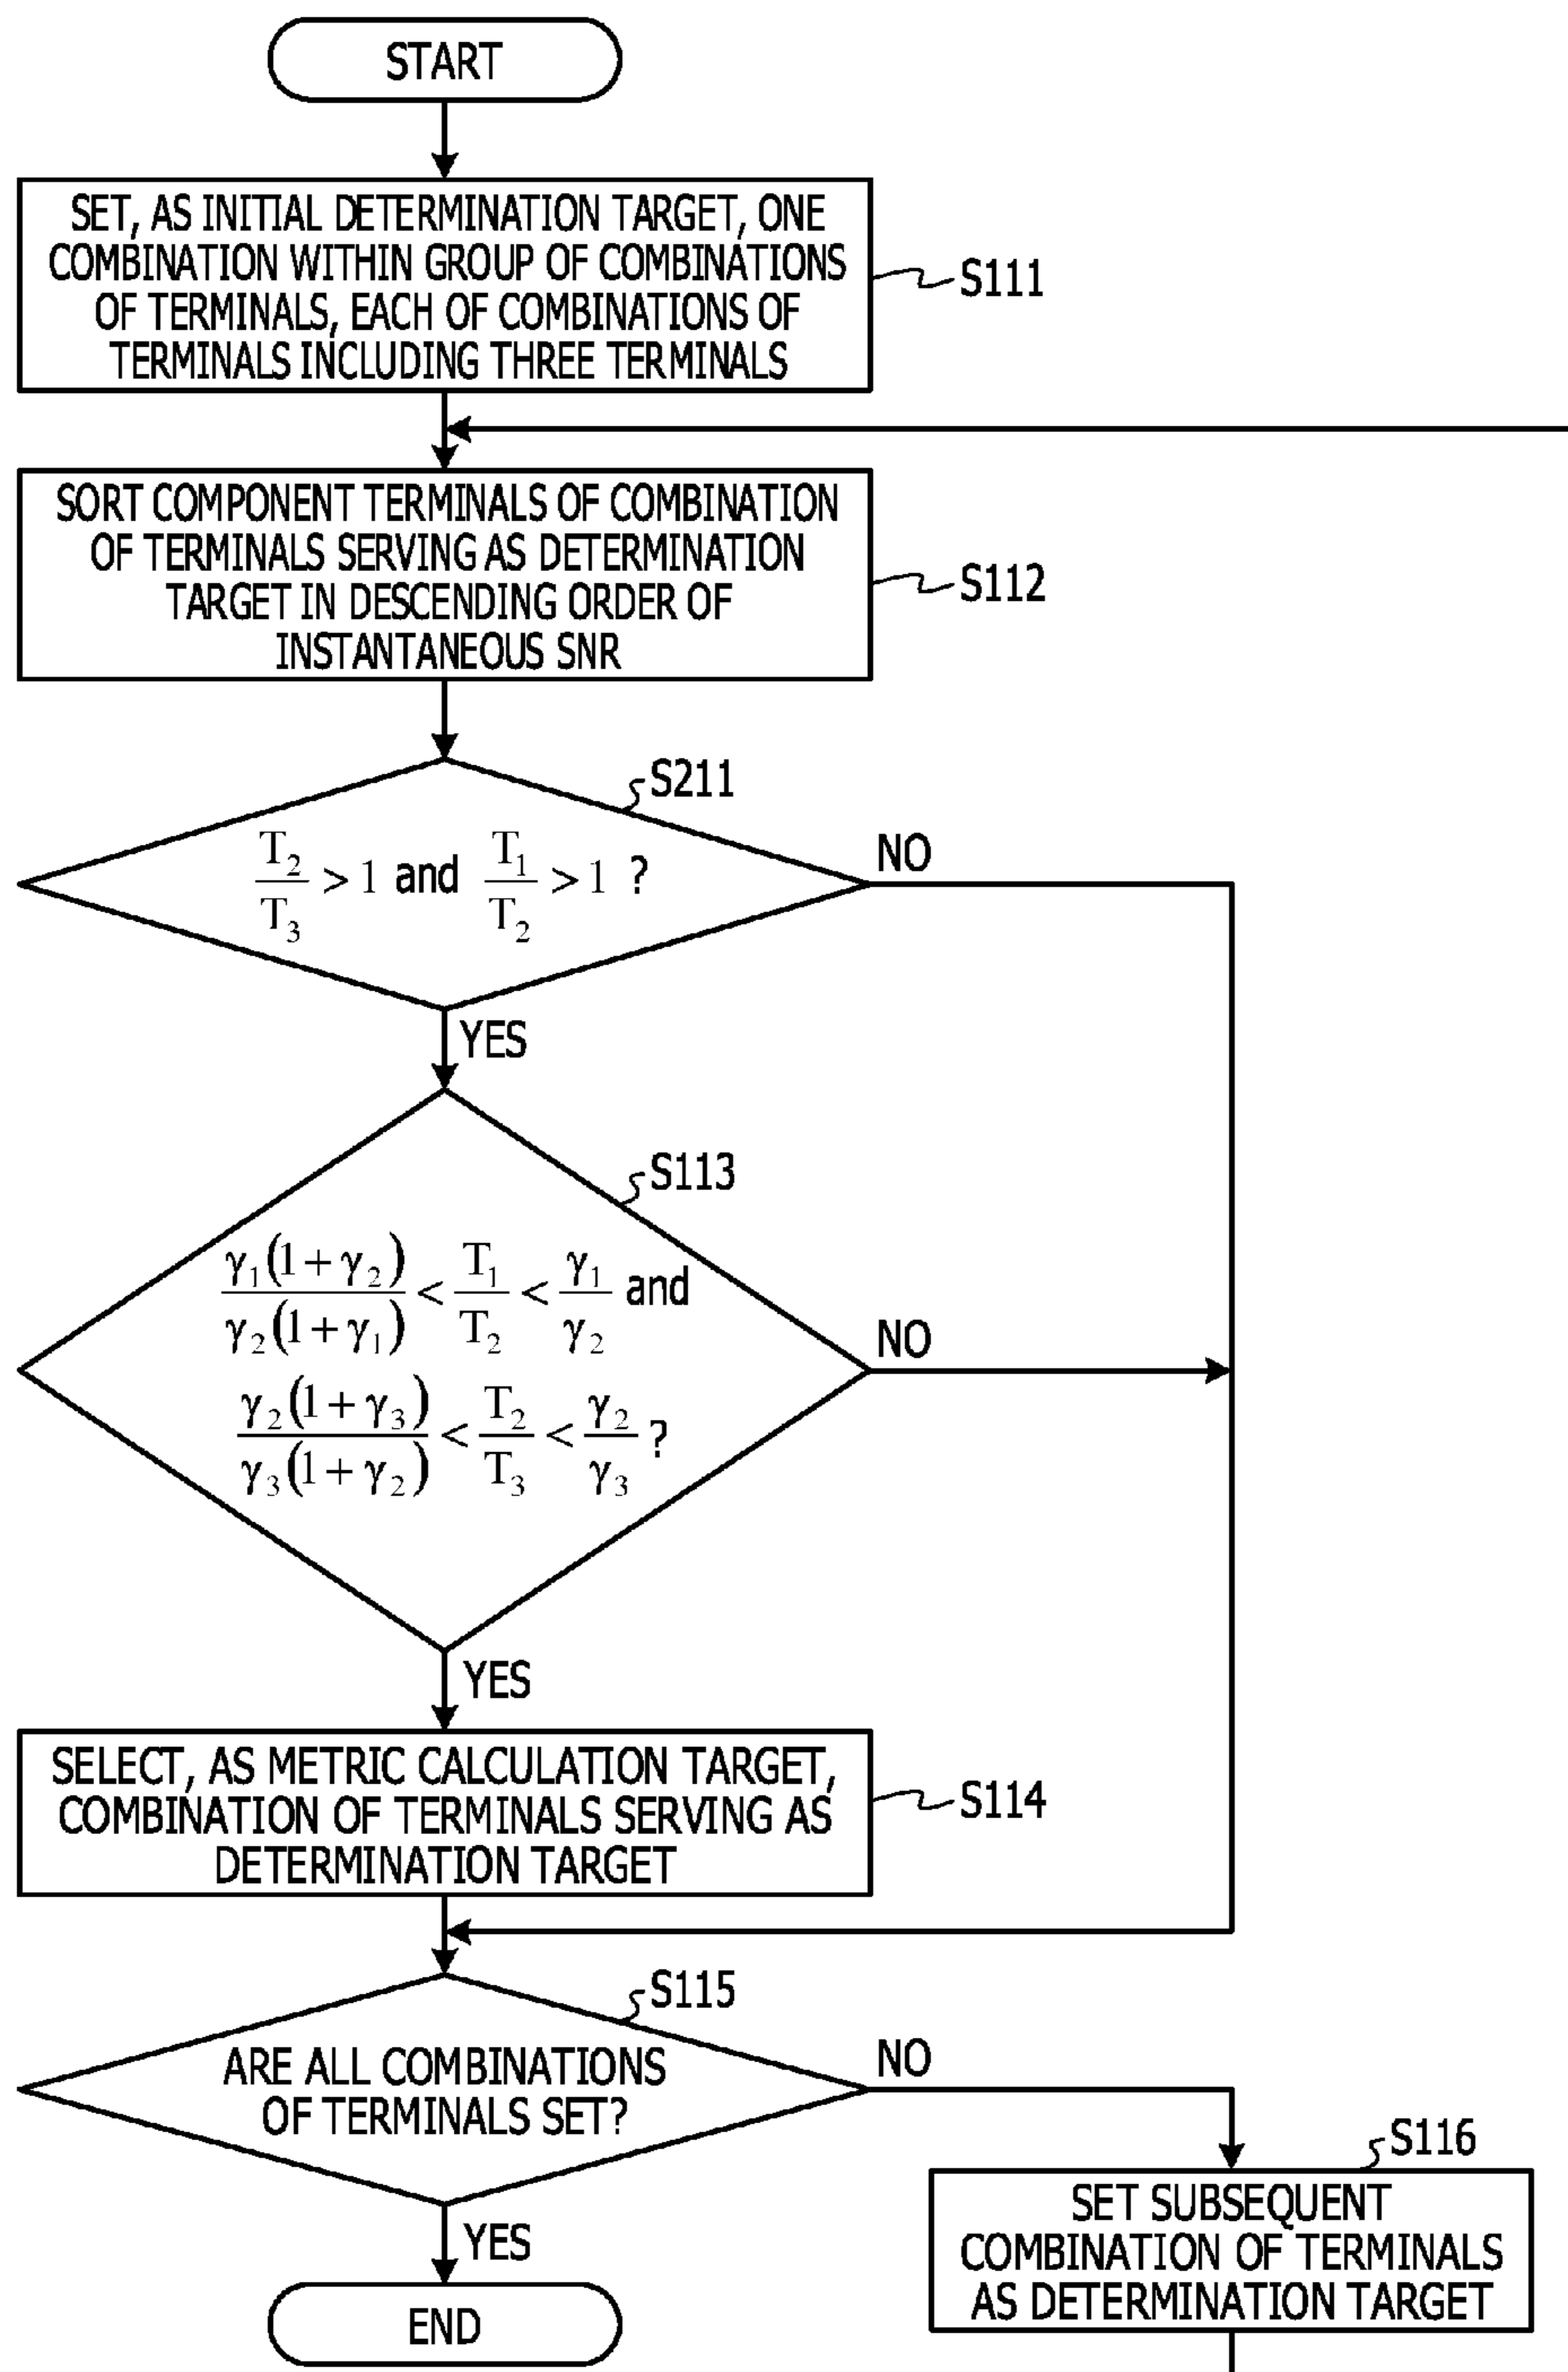 START
SET, AS INITIAL DETERMINATION TARGET, ONE
COMBINATION WITHIN GROUP OF COMBINATIONS
OF TERMINALS, EACH OF COMBINATIONS OF
TERMINALS INCLUDING THREE TERMINALS
S111
SORT COMPONENT TERMINALS OF COMBINATION
OF TERMINALS SERVING AS DETERMINATION
TARGET IN DESCENDING ORDER OF
INSTANTANEOUS SNR
S112
S211
T₂/T₃ > 1 and T₁/T₂ > 1 ?
NO
YES
S113
γ₁(1 + γ₂)/γ₂(1 + γ₁) < T₁/T₂ < γ₁/γ₂ and
γ₂(1 + γ₃)/γ₃(1 + γ₂) < T₂/T₃ < γ₂/γ₃ ?
NO
YES
SELECT, AS METRIC CALCULATION TARGET,
COMBINATION OF TERMINALS SERVING AS
DETERMINATION TARGET
S114
S115
ARE ALL COMBINATIONS
OF TERMINALS SET?
NO
YES
S116
SET SUBSEQUENT
COMBINATION OF TERMINALS
AS DETERMINATION TARGET
END